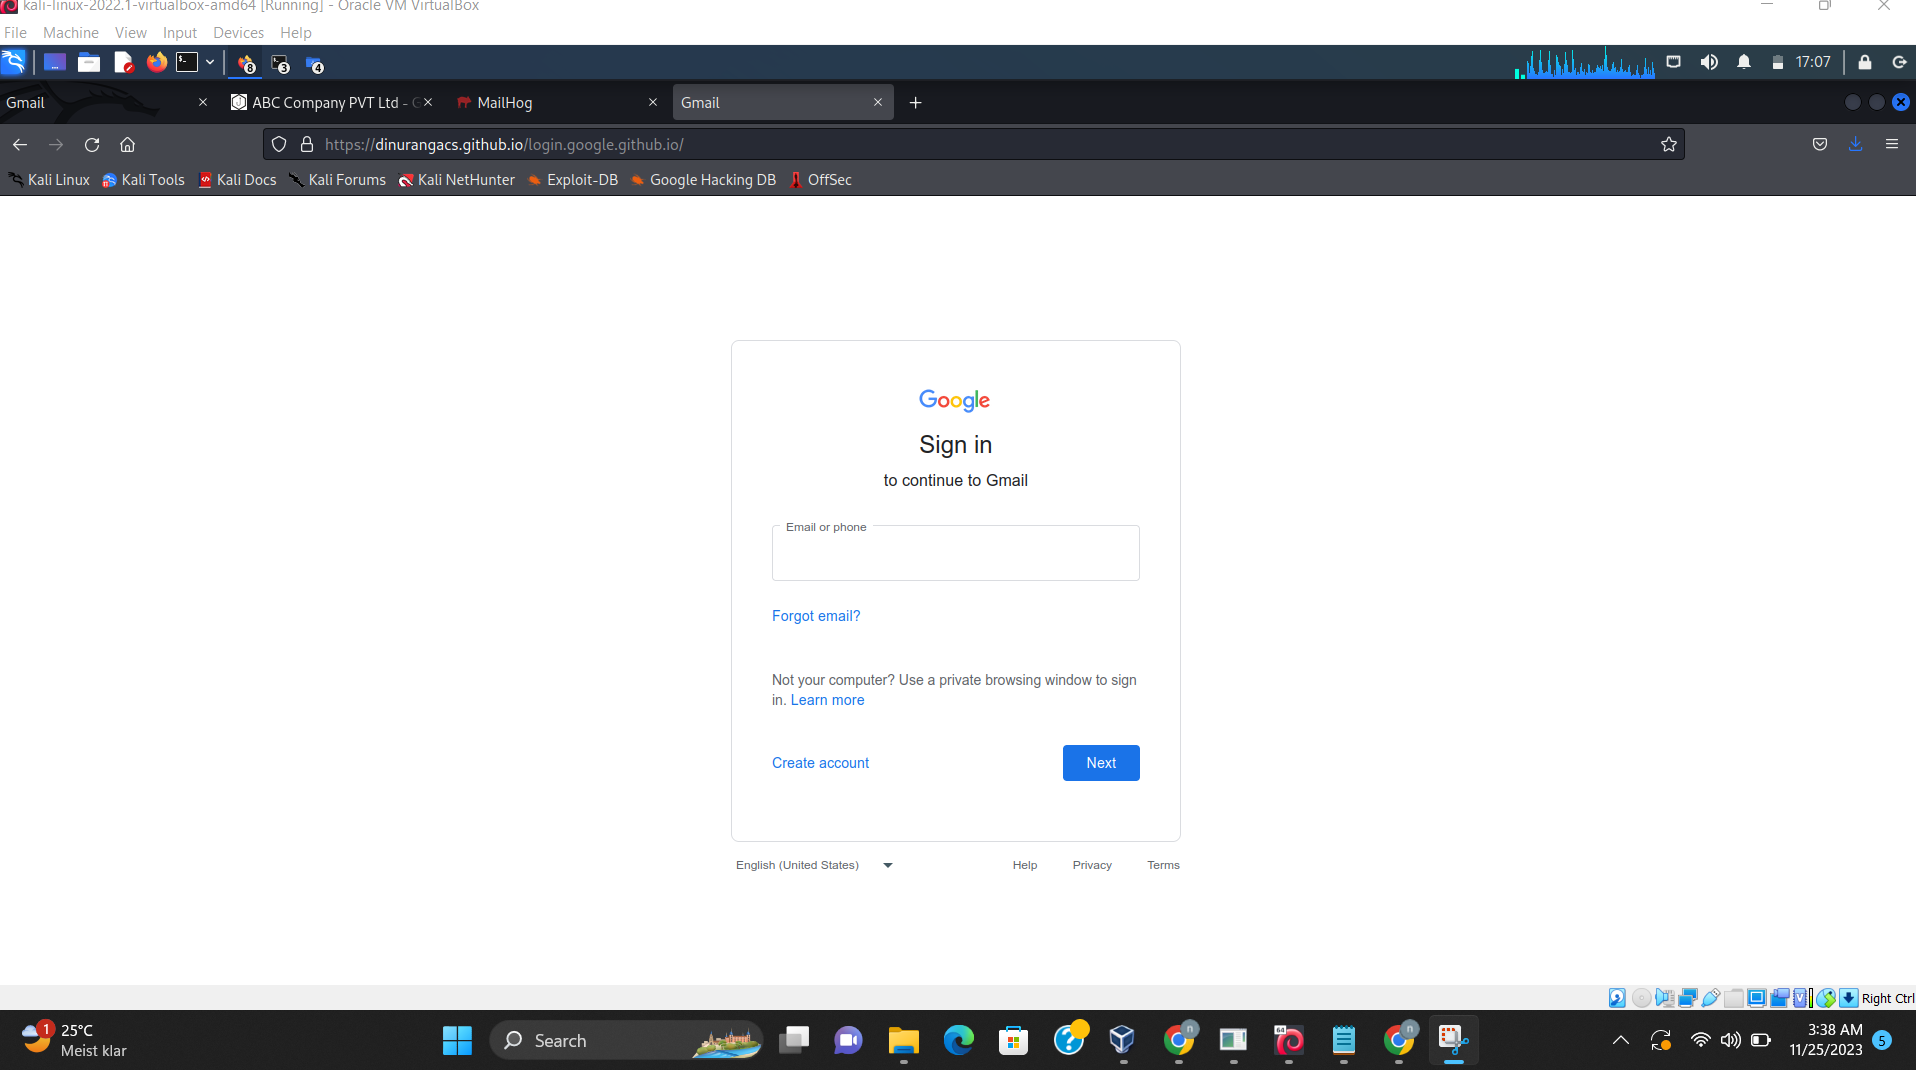 kali-linux-2022.1-virtualbox-amd64 [Running] - Oracle VM VirtualBox
File Machine View Input Devices Help
8 3 4 17:07
Gmail ABC Company PVT Ltd - G MailHog Gmail
https://dinurangacs.github.io/login.google.github.io/
Kali Linux Kali Tools Kali Docs Kali Forums Kali NetHunter Exploit-DB Google Hacking DB OffSec
Google
Sign in
to continue to Gmail
Email or phone
Forgot email?
Not your computer? Use a private browsing window to sign
in. Learn more
Create account Next
English (United States) Help Privacy Terms
Right Ctrl
1 25°C
Meist klar
Search
n 64 n
3:38 AM
11/25/2023 5